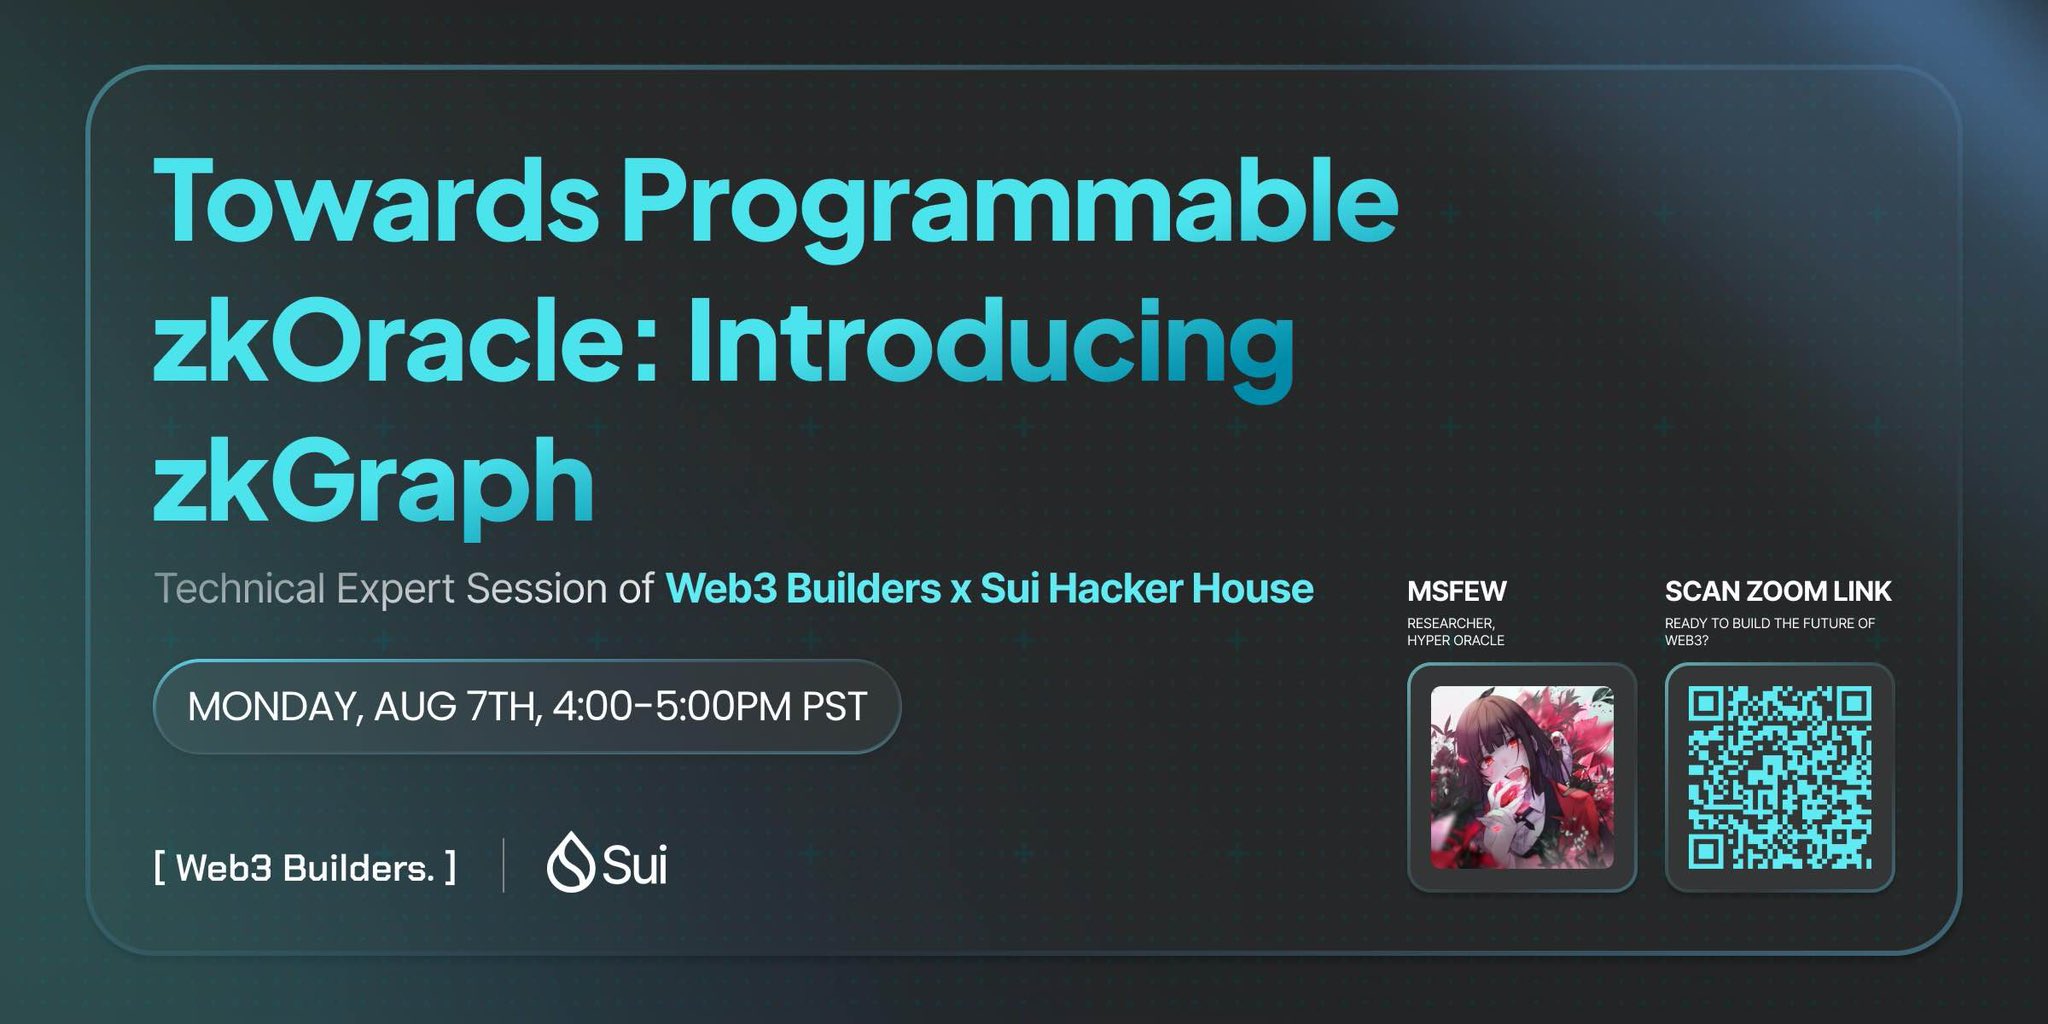 Towards Programmable
zkOracle: Introducing
zkGraph
Technical Expert Session of Web3 Builders x Sui Hacker House
MONDAY, AUG 7TH, 4:00-5:00PM PST
[ Web3 Builders. ]
Sui
MSFEW
RESEARCHER,
HYPER ORACLE
SCAN ZOOM LINK
READY TO BUILD THE FUTURE OF
WEB3?